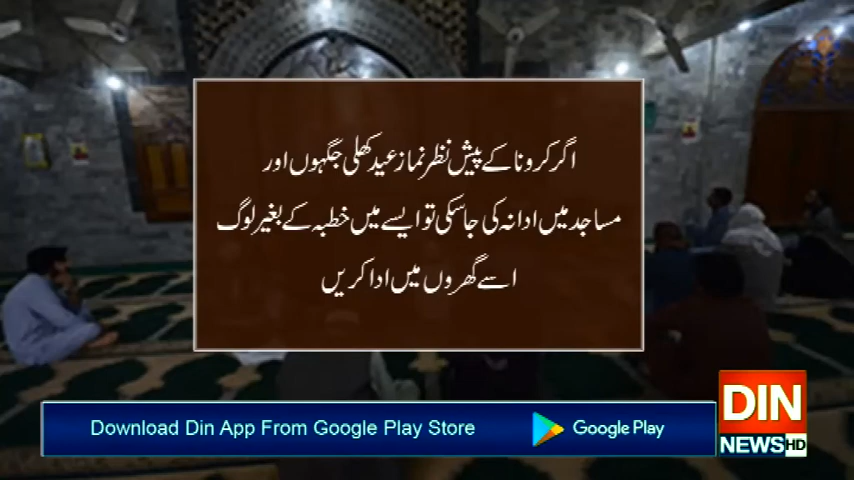 اگر کرونا کے پیش نظر نماز عید کھلی جگہوں اور
مساجد میں ادا نہ کی جا سکی تو ایسے میں خطبہ کے بغیر لوگ
اسے گھروں میں ادا کریں
Download Din App From Google Play Store
Google Play
DIN
NEWS HD